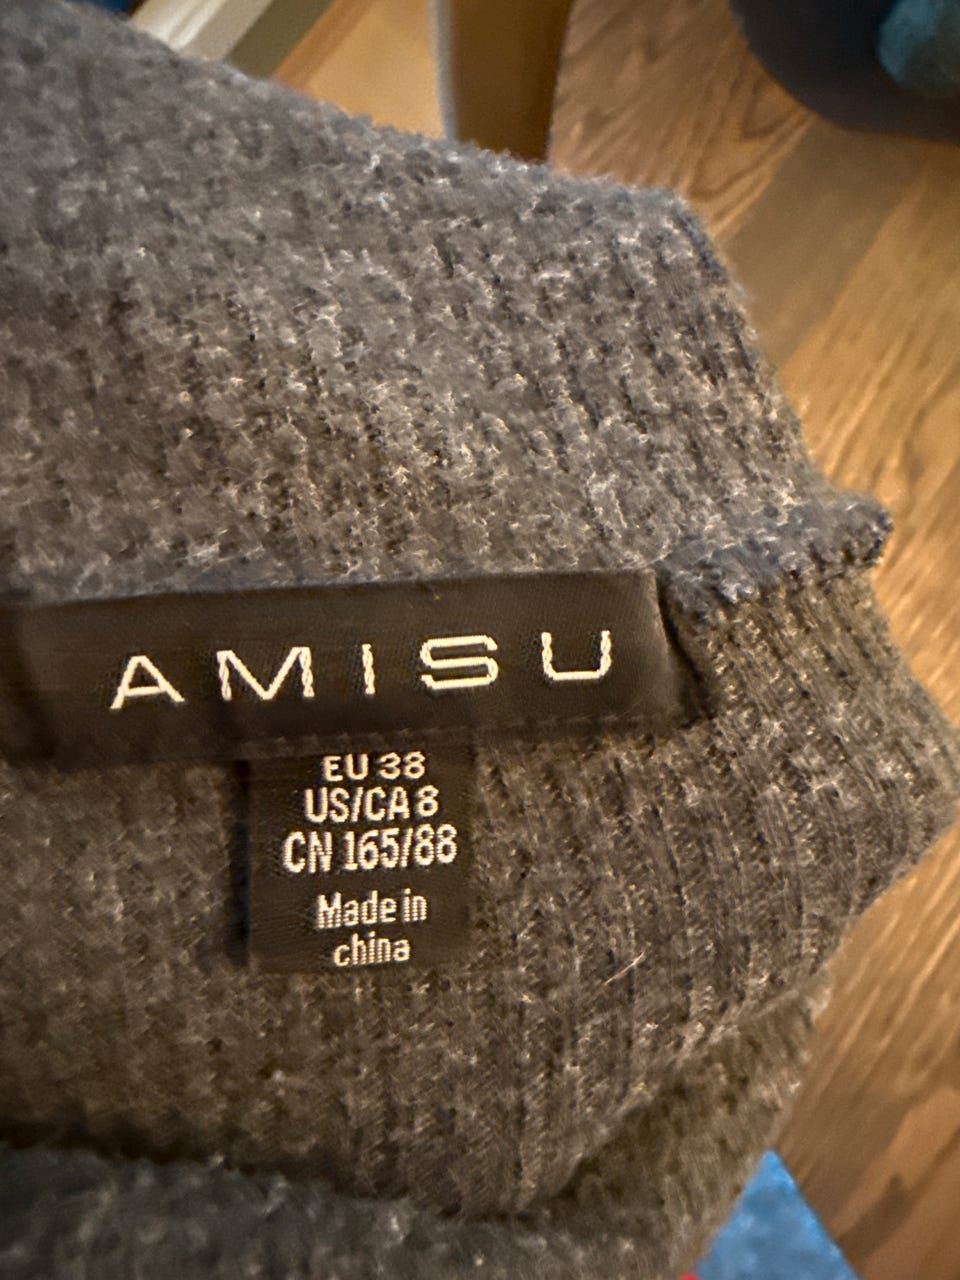 AMISU
EU 38
US/CA 8
CN 165/88
Made in
china